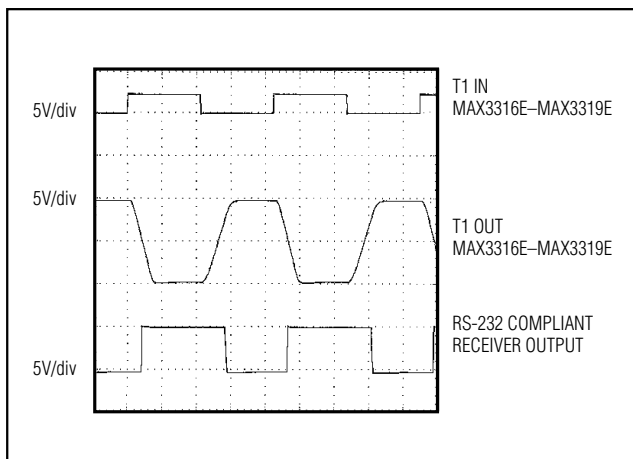 T1 IN
MAX3316E–MAX3319E
5V/div
5V/div
T1 OUT
MAX3316E–MAX3319E
RS-232 COMPLIANT
RECEIVER OUTPUT
5V/div